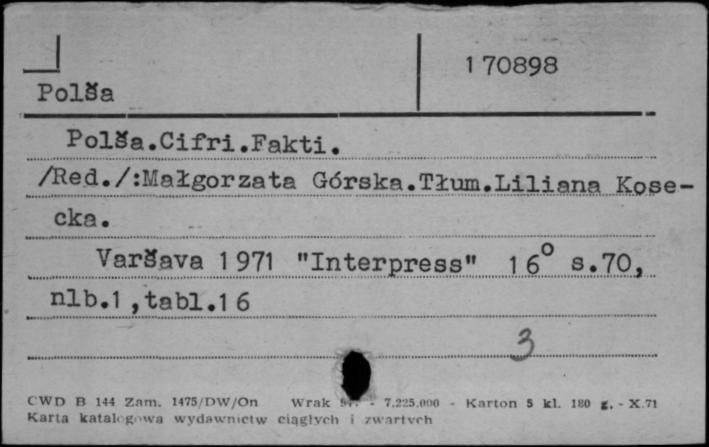 170898
Polša
Polša.Cifri.Fakti.
/Red./:Małgorzata Górska.Tłum.Liliana Kose-
cka.
Varšava 1971 "Interpress" 16° s.70,
nlb.1,tabl.16
3
CWD B 144 Zam. 1475/DW/On Wrak - 7.225.000 - Karton 5 kl. 180 g. - X.71
Karta katalogowa wydawnictw ciągłych i zwartych